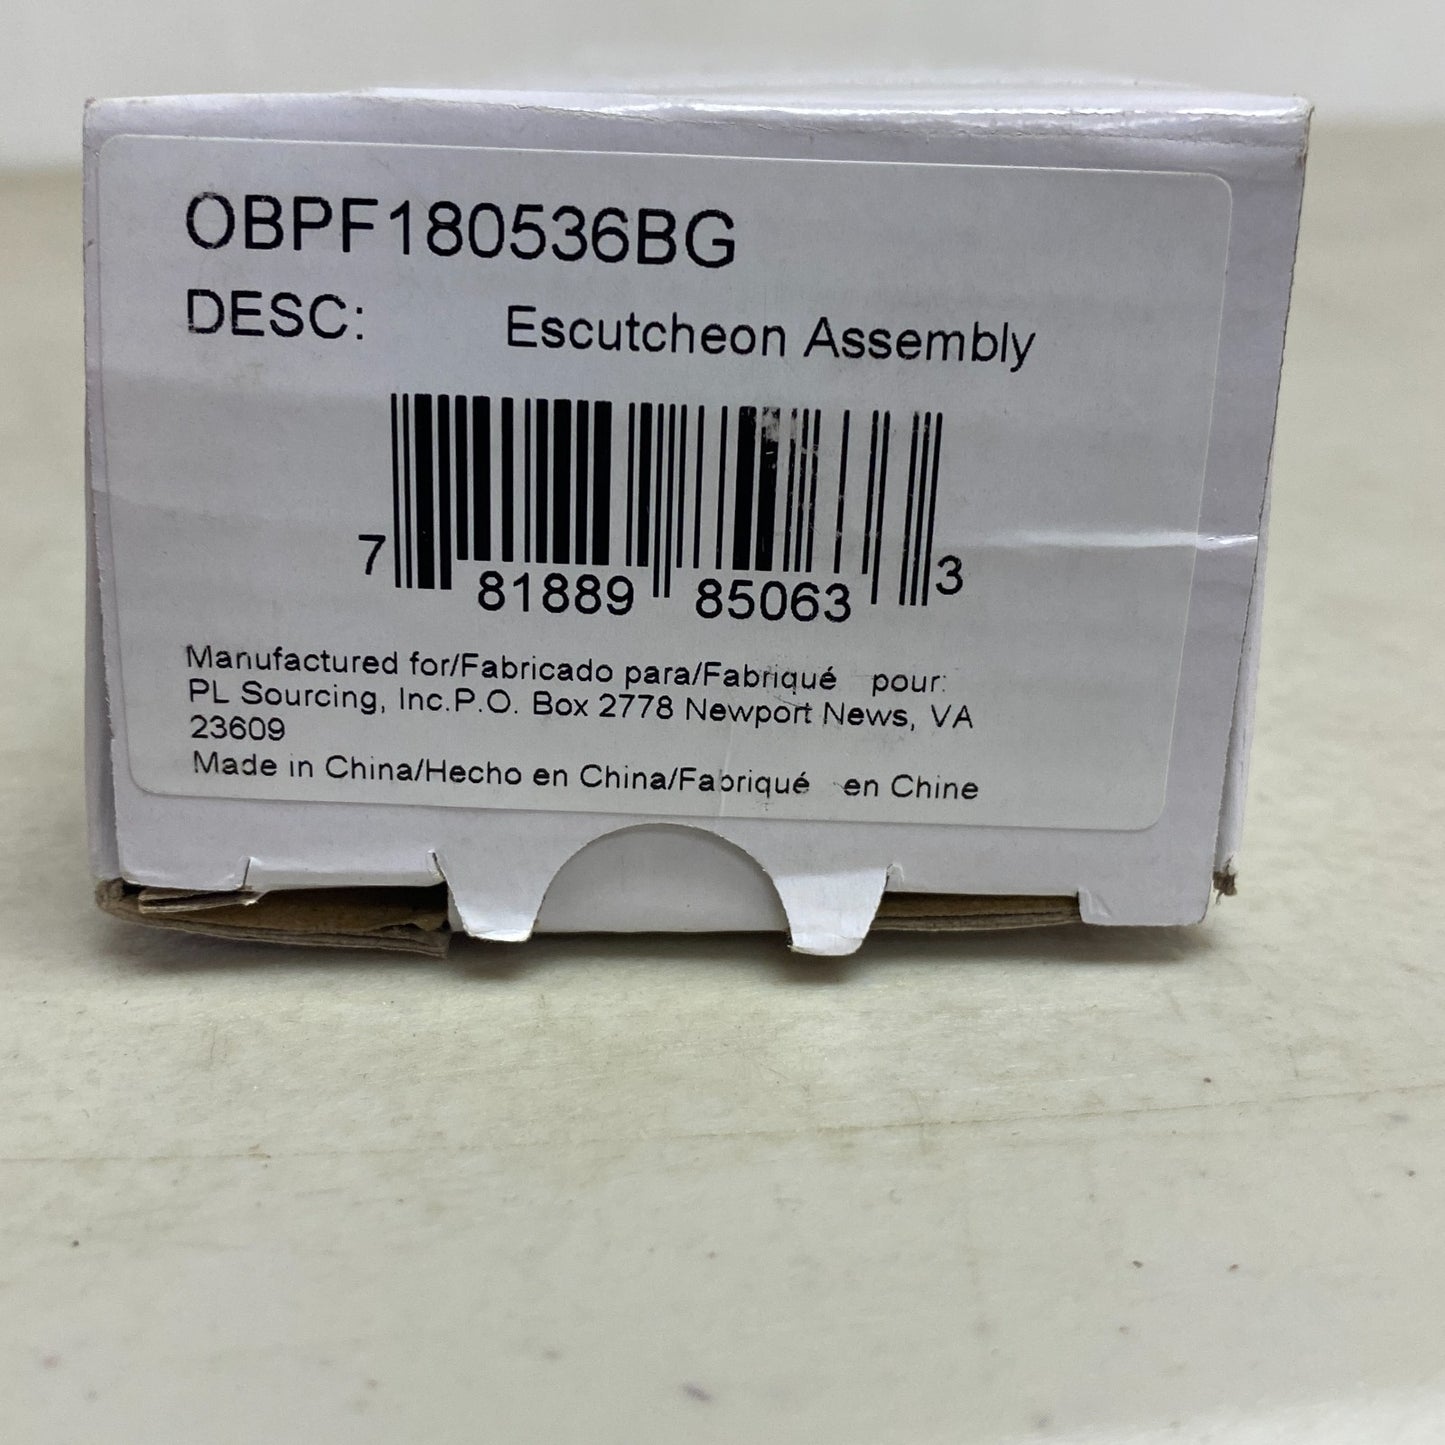 OBPF180536BG
DESC: Escutcheon Assembly
7 81889 85063 3
Manufactured for/Fabricado para/Fabriqué pour:
PL Sourcing, Inc.P.O. Box 2778 Newport News, VA
23609
Made in China/Hecho en China/Fabriqué en Chine